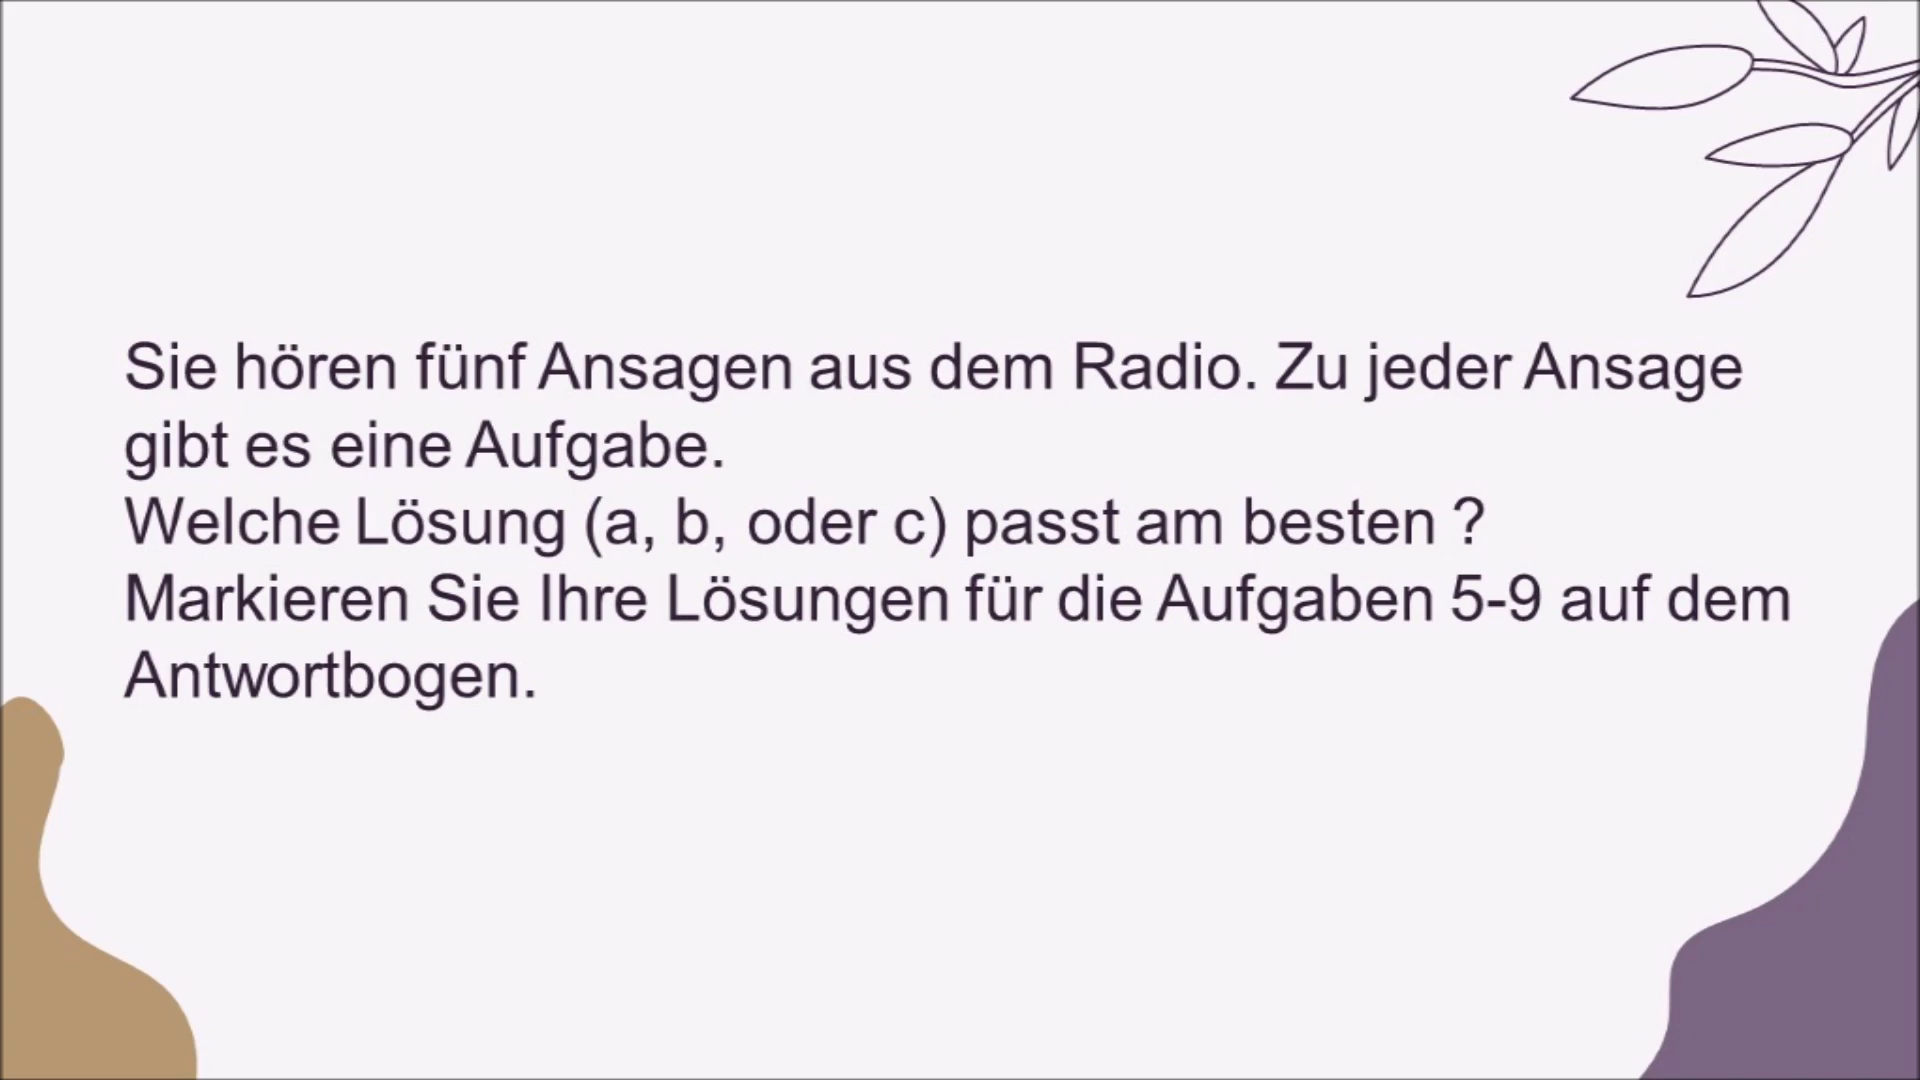 Sie hören fünf Ansagen aus dem Radio. Zu jeder Ansage
gibt es eine Aufgabe.
Welche Lösung (a, b, oder c) passt am besten ?
Markieren Sie Ihre Lösungen für die Aufgaben 5-9 auf dem
Antwortbogen.